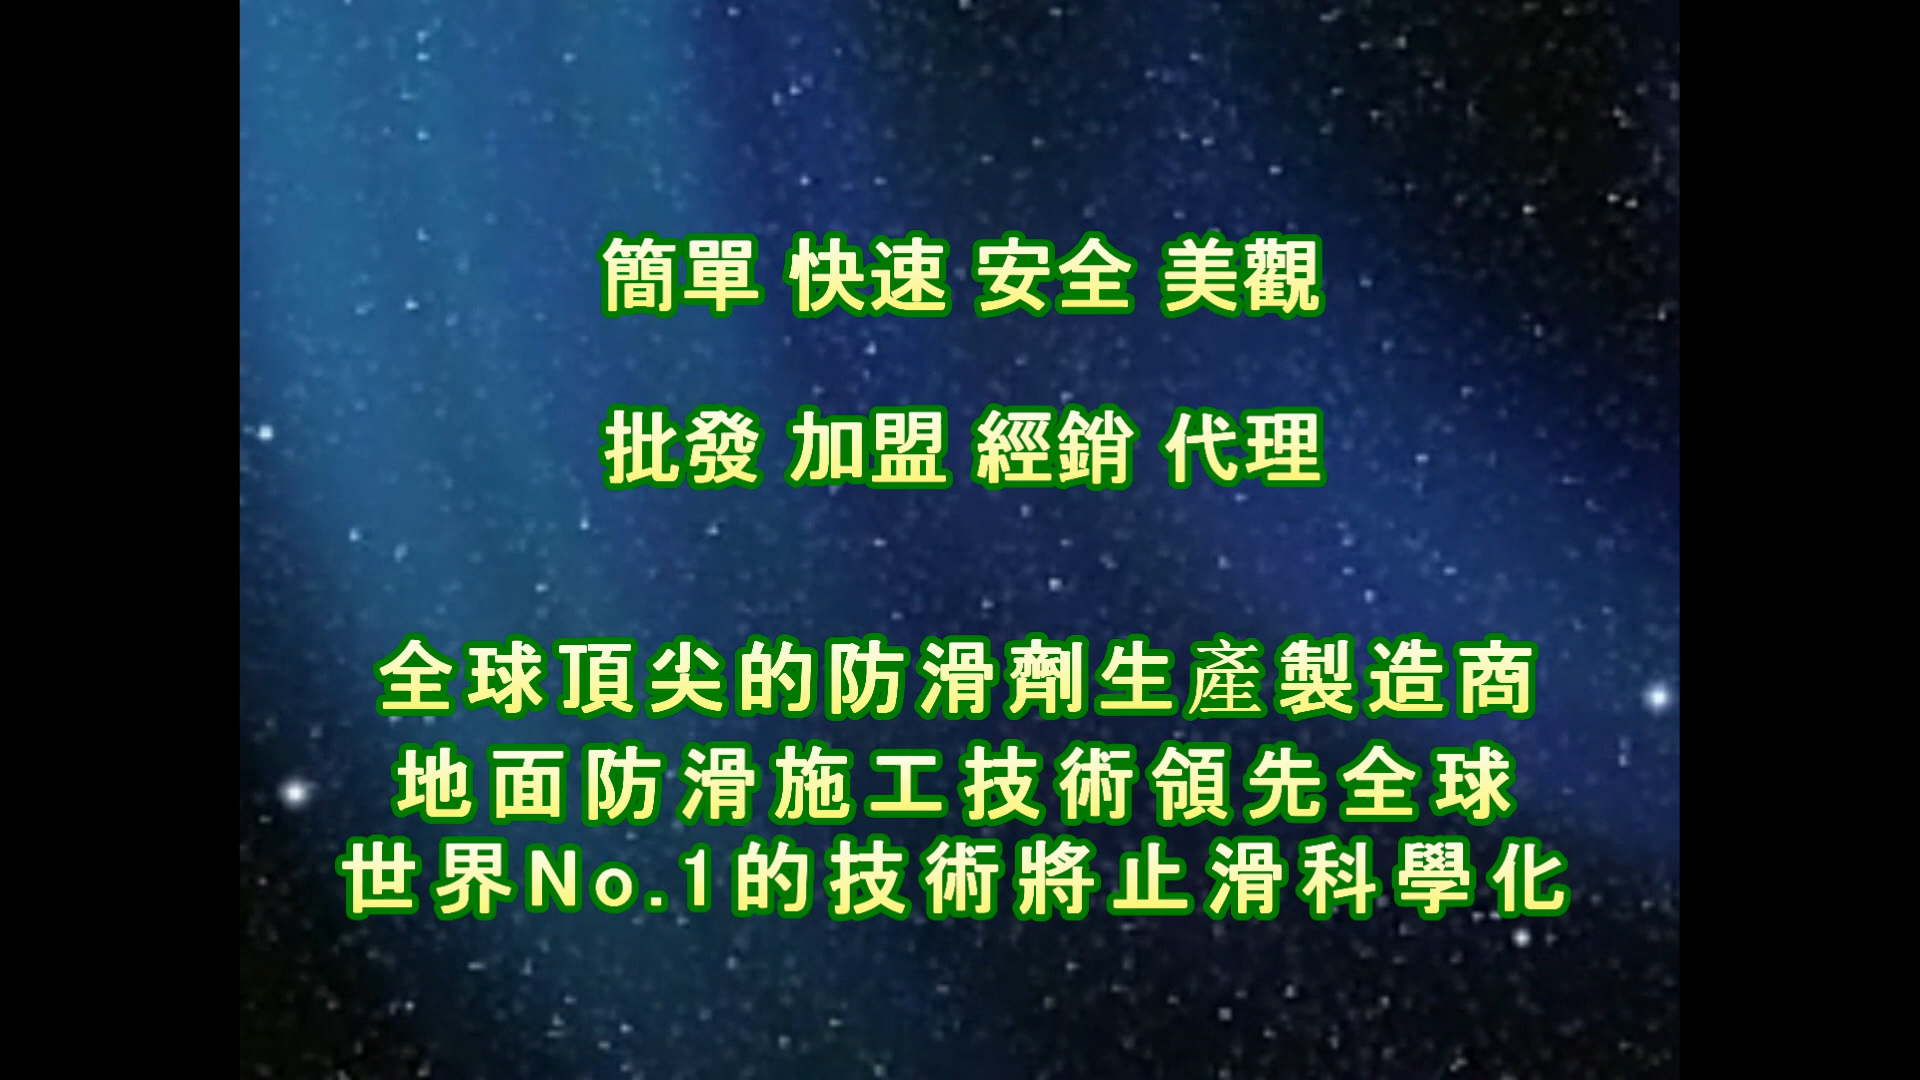 簡單 快速 安全 美觀
批發 加盟 經銷 代理
全球頂尖的防滑劑生產製造商
地面防滑施工技術領先全球
世界No.1的技術將止滑科學化